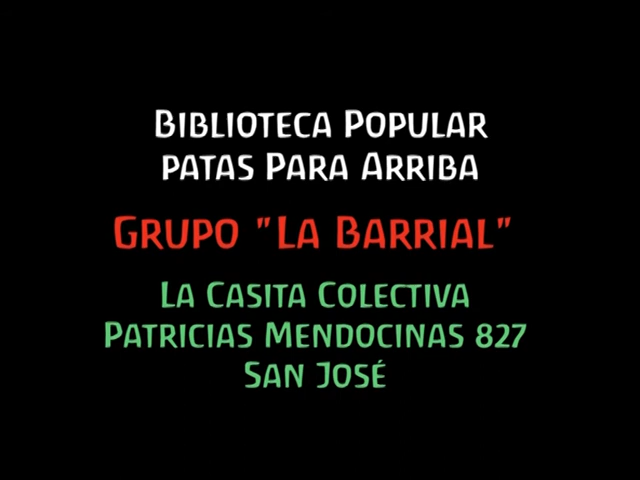 BIBLIOTECA POPULAR
PATAS PARA ARRIBA
GRUPO "LA BARRIAL"
LA CASITA COLECTIVA
PATRICIAS MENDOCINAS 827
SAN JOSÉ